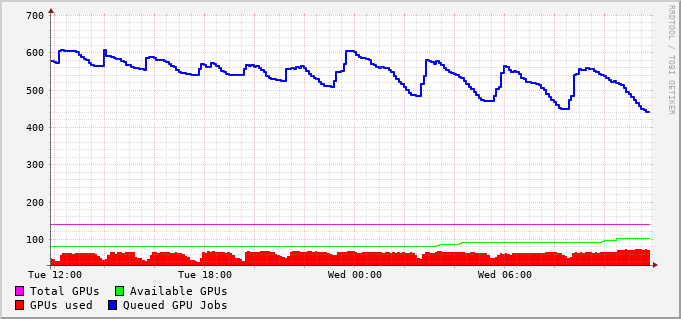 700
600
500
400
300
200
100
Tue 12:00 Tue 18:00 Wed 00:00 Wed 06:00
Total GPUs Available GPUs
GPUs used Queued GPU Jobs
RRDTOOL / TOBI OETIKER